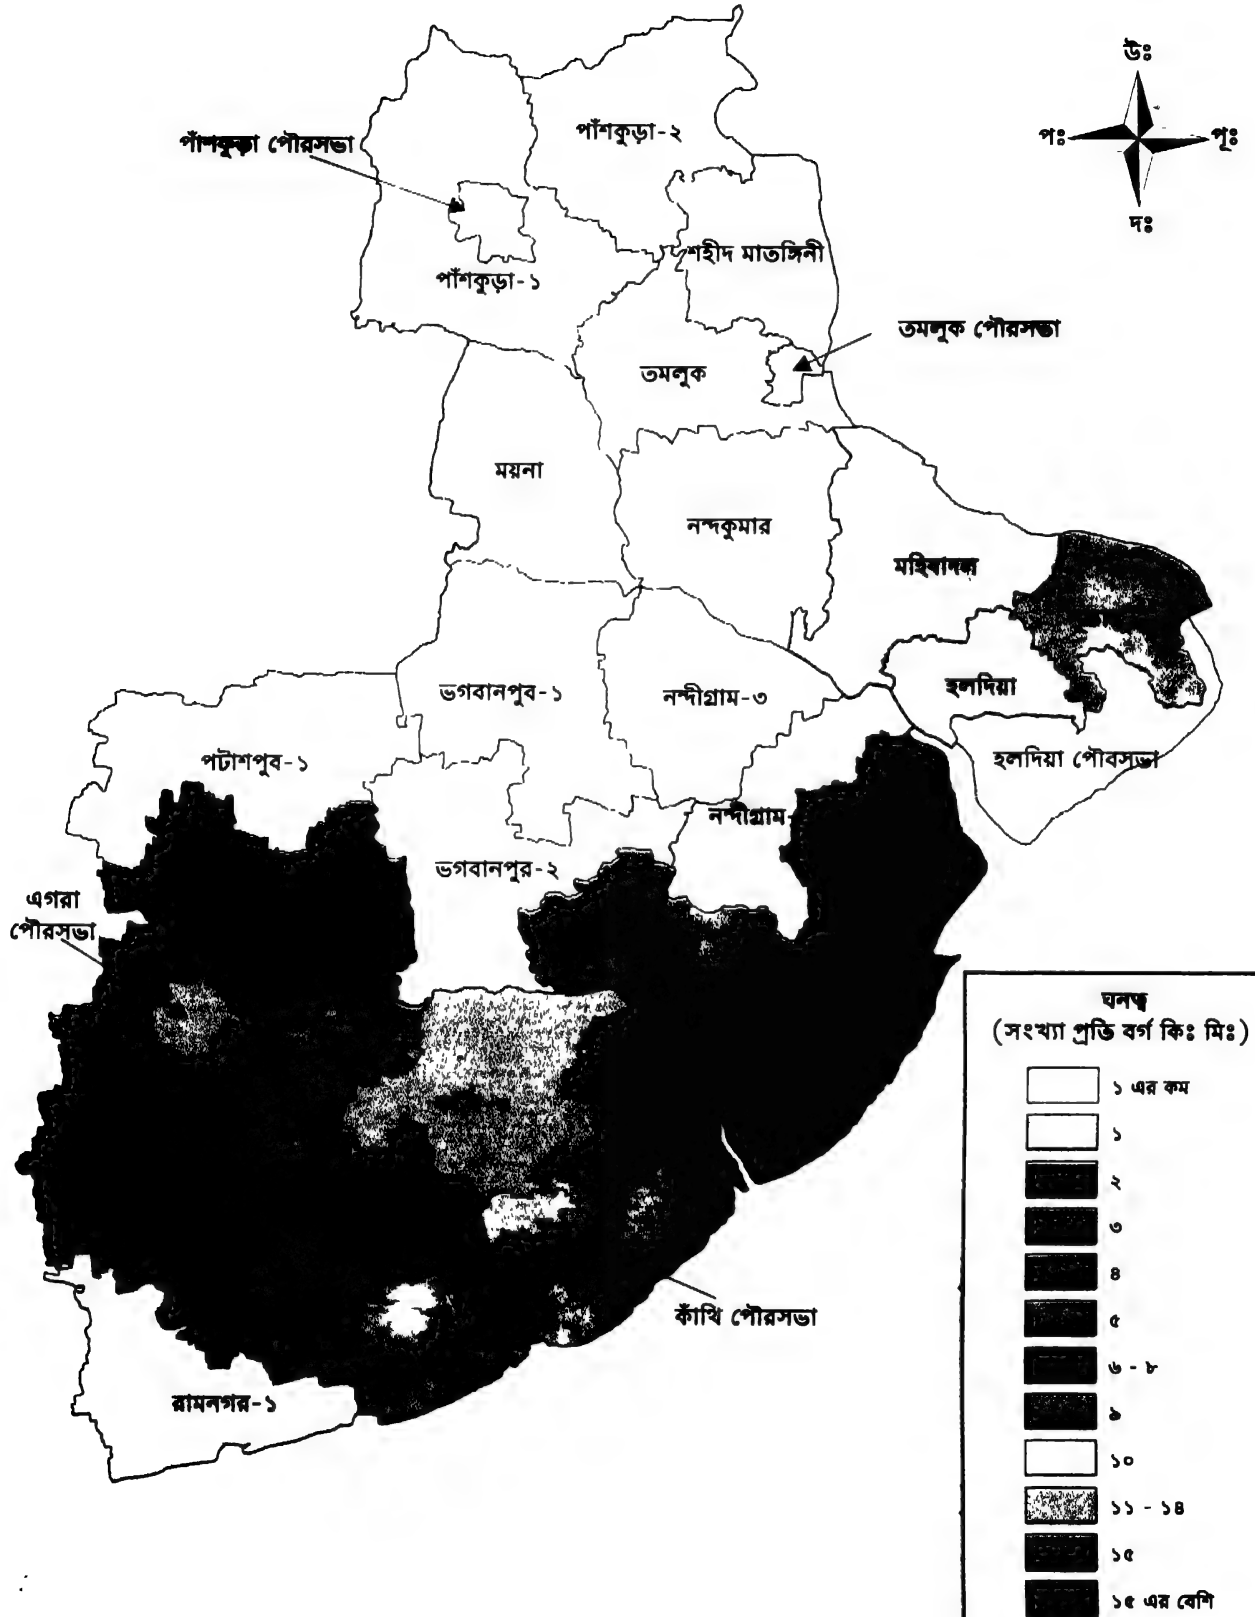 উঃ
পঃ
পূঃ
দঃ
পাঁশকুড়া-২
পাঁশকুড়া পৌরসভা
শহীদ মাতঙ্গিনী
পাঁশকুড়া-১
তমলুক পৌরসভা
তমলুক
ময়না
নন্দকুমার
মহিষাদল
ভগবানপুব-১
নন্দীগ্রাম-৩
হলদিয়া
পটাশপুব-১
হলদিয়া পৌবসভা
নন্দীগ্রাম-
ভগবানপুর-২
এগরা
পৌরসভা
কাঁথি পৌরসভা
রামনগর-১
ঘনত্ব
(সংখ্যা প্রতি বর্গ কিঃ মিঃ)
১ এর কম
১
২
৩
৪
৫
৬ - ৮
৯
১০
১১ - ১৪
১৫
১৫ এর বেশি